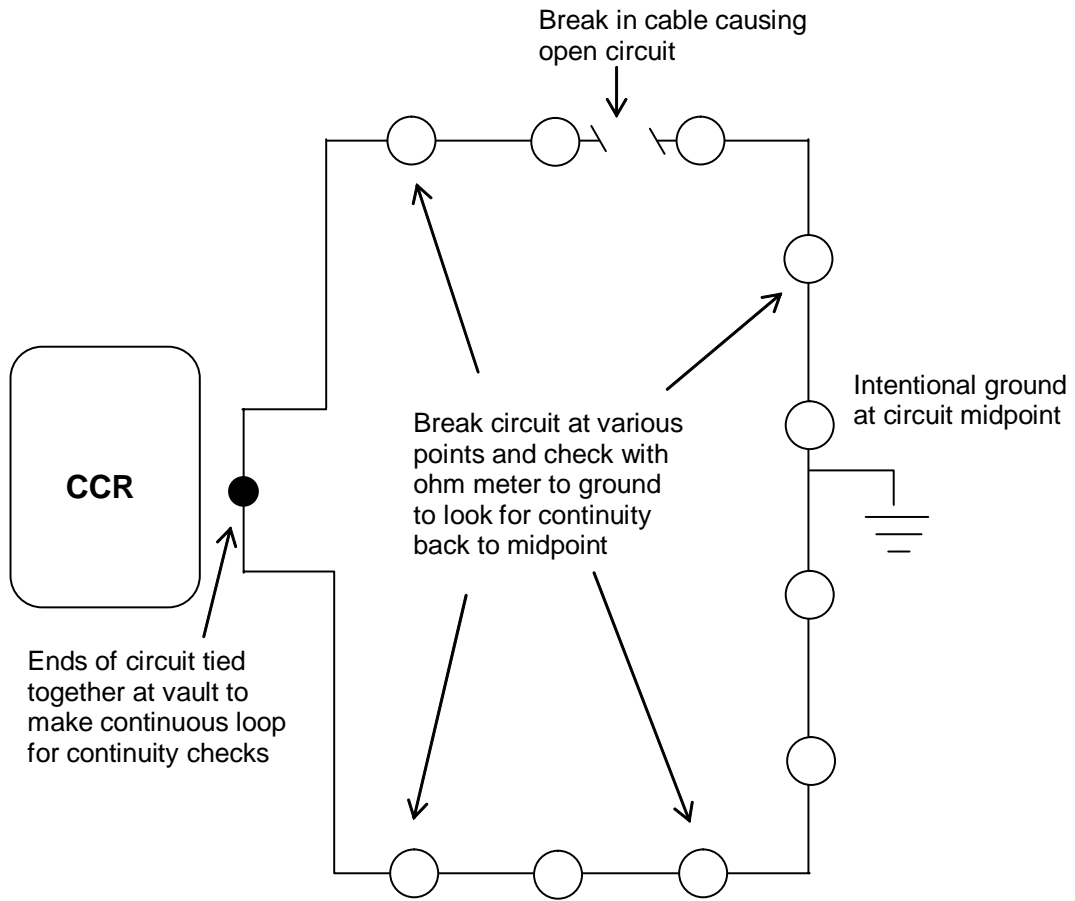 Break in cable causing
open circuit
Intentional ground
at circuit midpoint
Break circuit at various
points and check with
ohm meter to ground
to look for continuity
back to midpoint
CCR
Ends of circuit tied
together at vault to
make continuous loop
for continuity checks